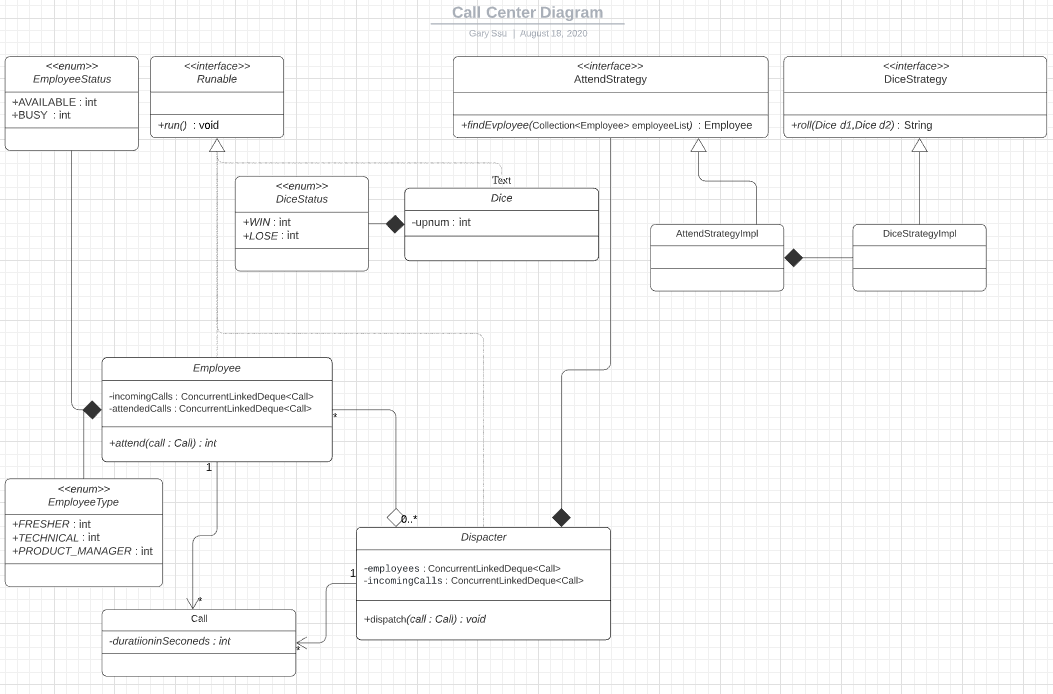 Call Center Diagram
Gary Ssu | August 18, 2020
<<enum>>
EmployeeStatus
+AVAILABLE : int
+BUSY : int
<<interface>>
Runable
+run() : void
<<interface>>
AttendStrategy
+findEvployee(Collection<Employee> employeeList) : Employee
<<interface>>
DiceStrategy
+roll(Dice d1,Dice d2) : String
<<enum>>
DiceStatus
+WIN : int
+LOSE : int
Text
Dice
-upnum : int
AttendStrategyImpl
DiceStrategyImpl
Employee
-incomingCalls : ConcurrentLinkedDeque<Call>
-attendedCalls : ConcurrentLinkedDeque<Call>
+attend(call : Call) : int
*
1
<<enum>>
EmployeeType
+FRESHER : int
+TECHNICAL : int
+PRODUCT_MANAGER : int
0..*
Dispacter
-employees : ConcurrentLinkedDeque<Call>
-incomingCalls : ConcurrentLinkedDeque<Call>
+dispatch(call : Call) : void
1
*
Call
-duratiioninSeconeds : int
*